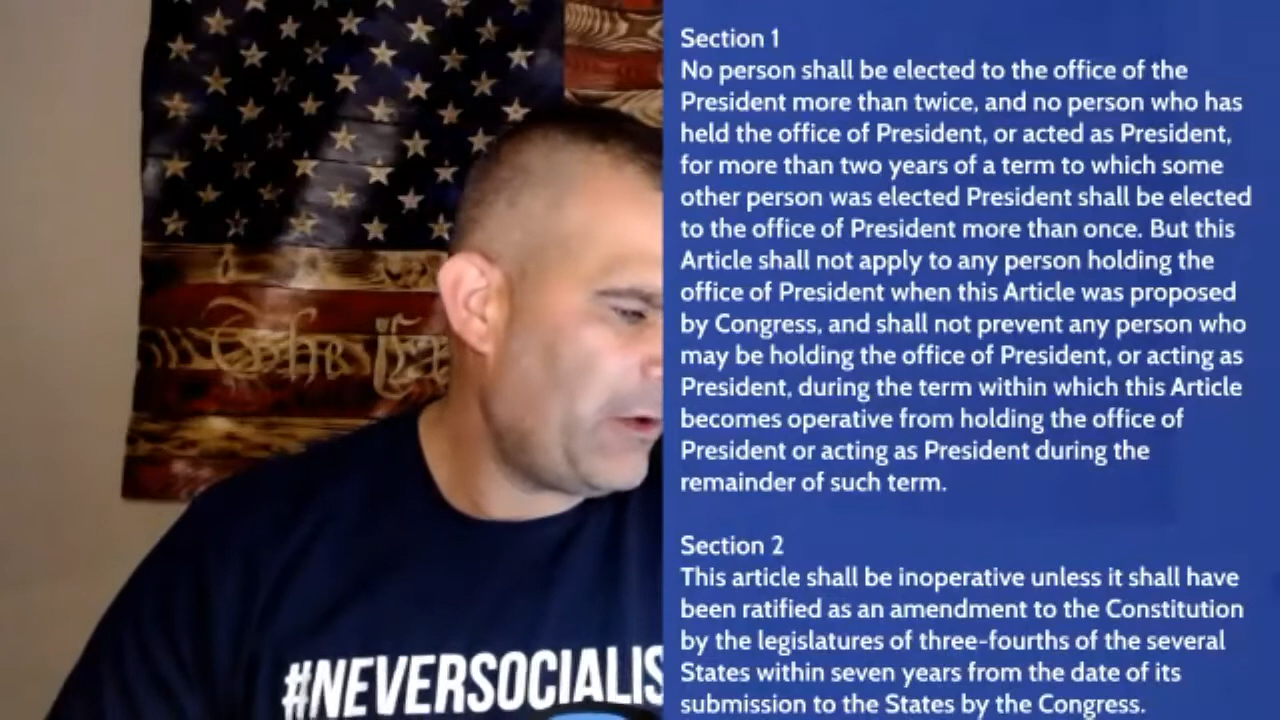 Section 1
No person shall be elected to the office of the
President more than twice, and no person who has
held the office of President, or acted as President,
for more than two years of a term to which some
other person was elected President shall be elected
to the office of President more than once. But this
Article shall not apply to any person holding the
office of President when this Article was proposed
by Congress, and shall not prevent any person who
may be holding the office of President, or acting as
President, during the term within which this Article
becomes operative from holding the office of
President or acting as President during the
remainder of such term.
Section 2
This article shall be inoperative unless it shall have
been ratified as an amendment to the Constitution
by the legislatures of three-fourths of the several
States within seven years from the date of its
submission to the States by the Congress.
#NEVERSOCIALIS